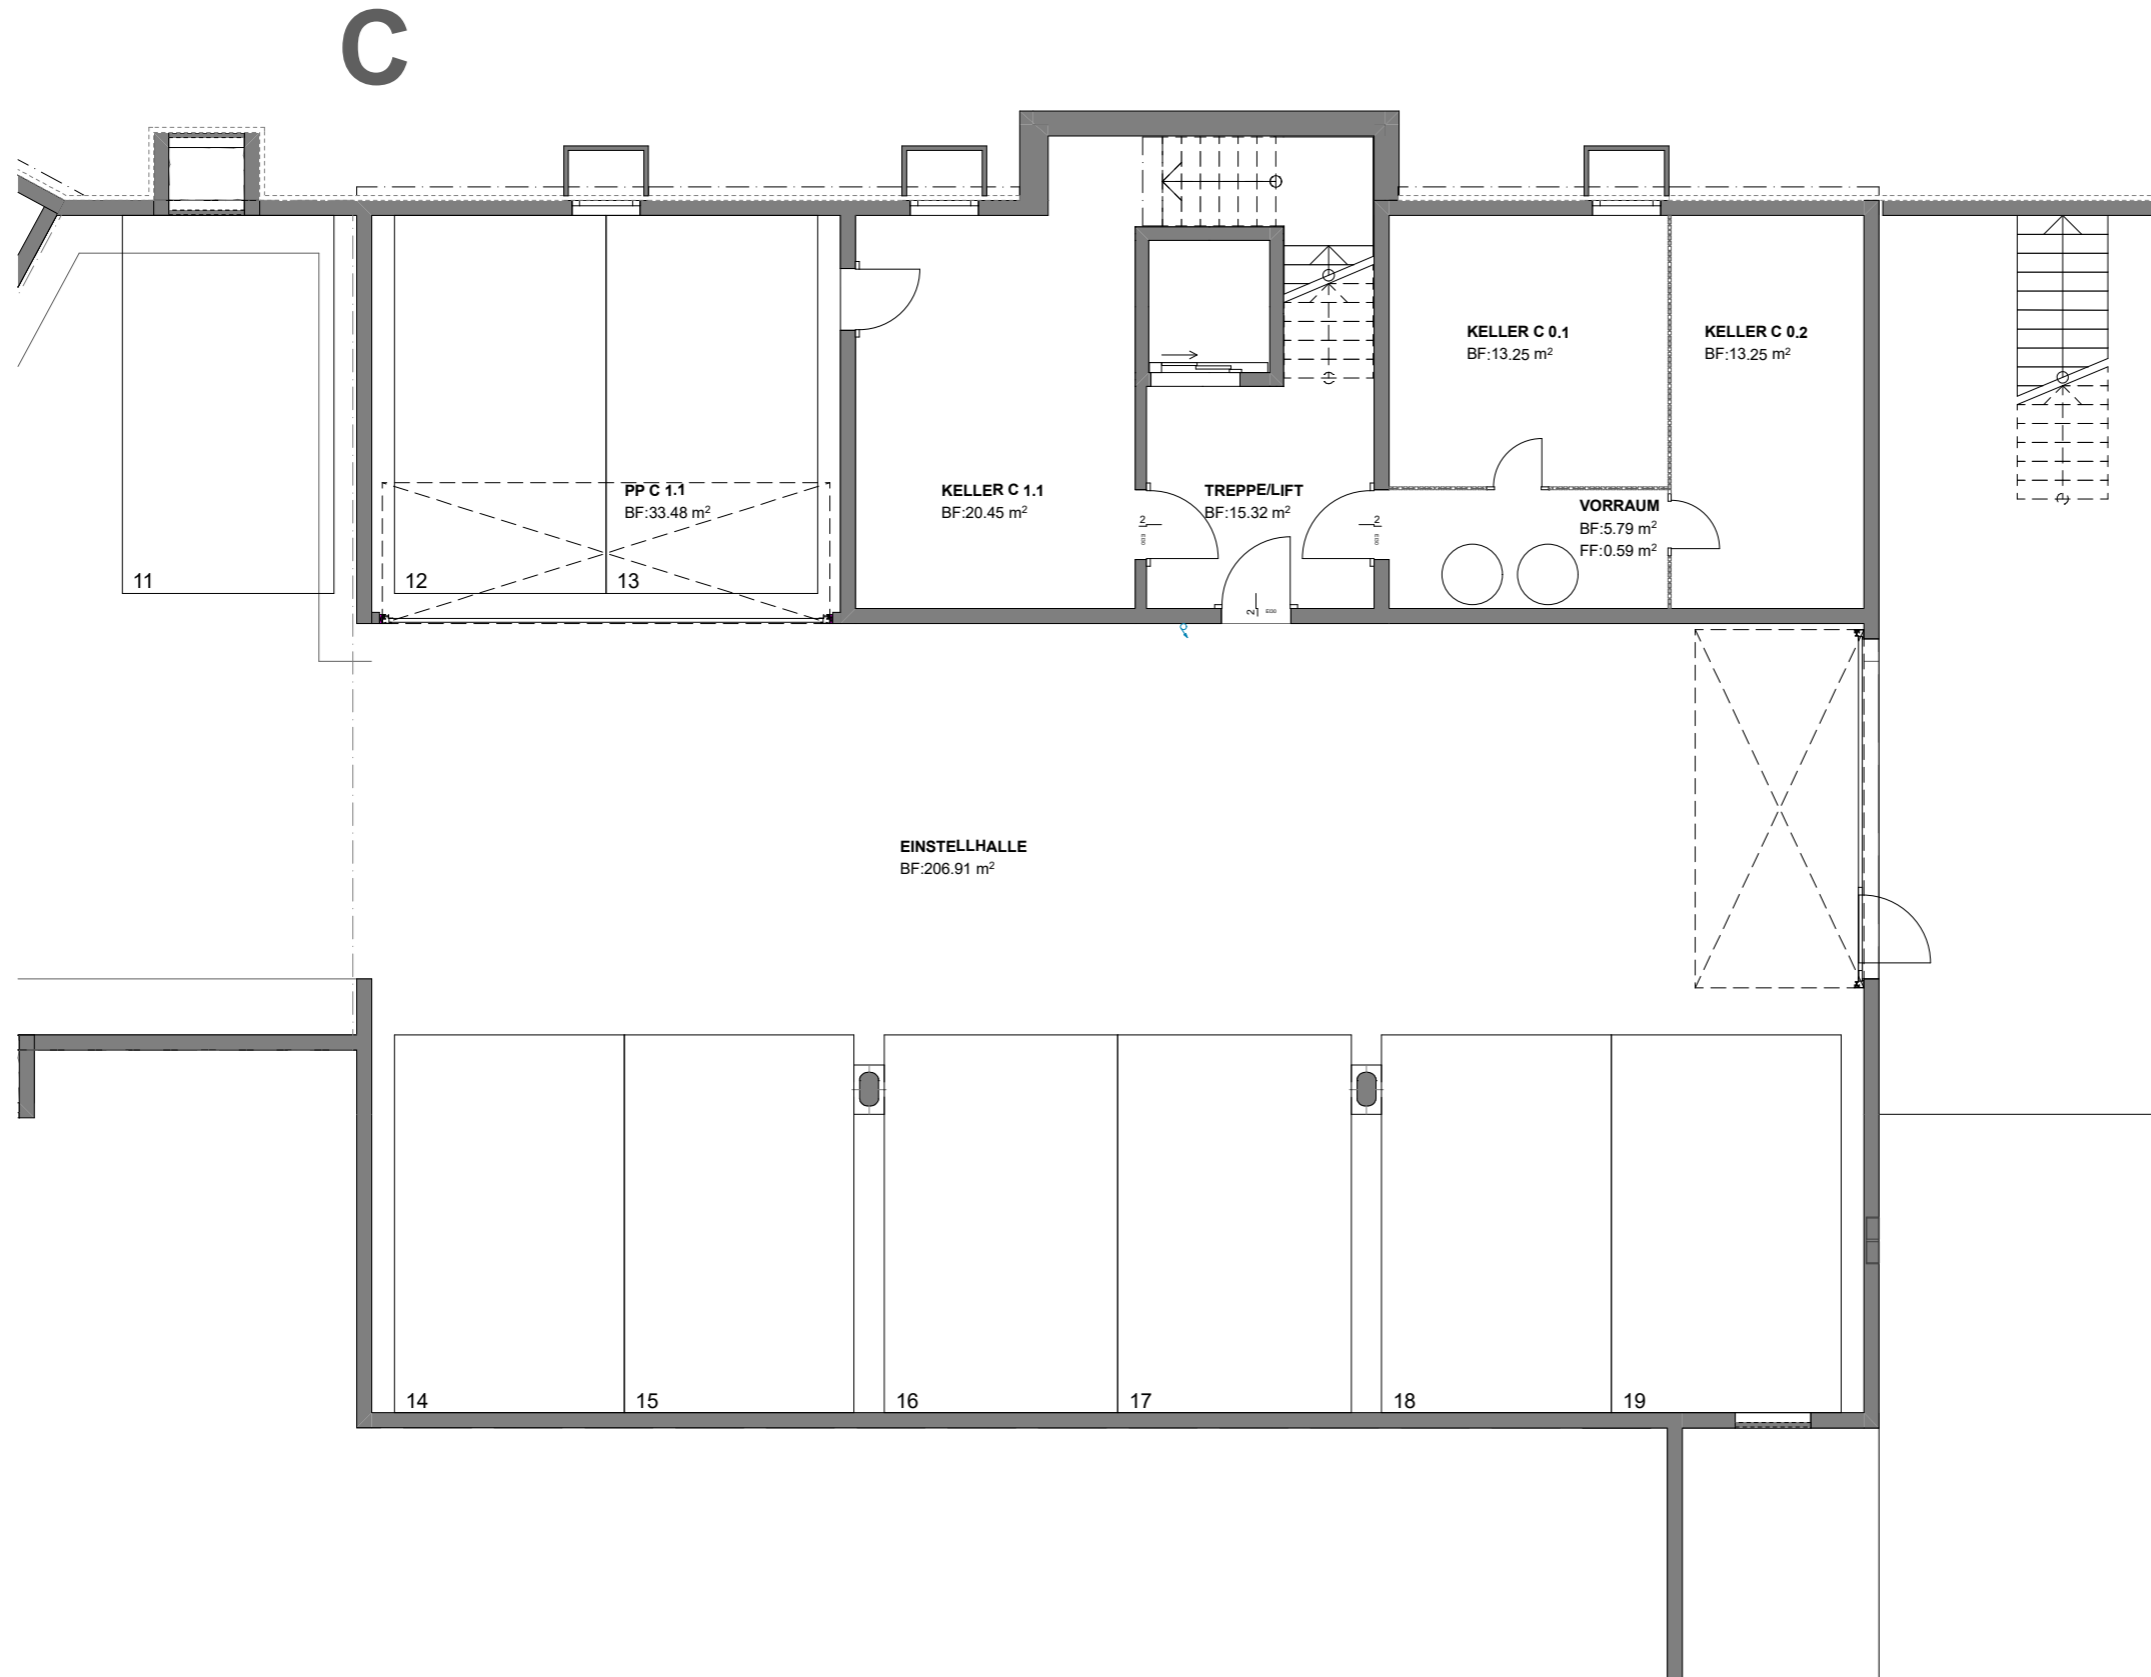 C
KELLER C 0.1
BF:13.25 m²
KELLER C 0.2
BF:13.25 m²
PP C 1.1
BF:33.48 m²
KELLER C 1.1
BF:20.45 m²
TREPPE/LIFT
BF:15.32 m²
VORRAUM
BF:5.79 m²
FF:0.59 m²
2
2
2
11
12
13
EINSTELLHALLE
BF:206.91 m²
14
15
16
17
18
19